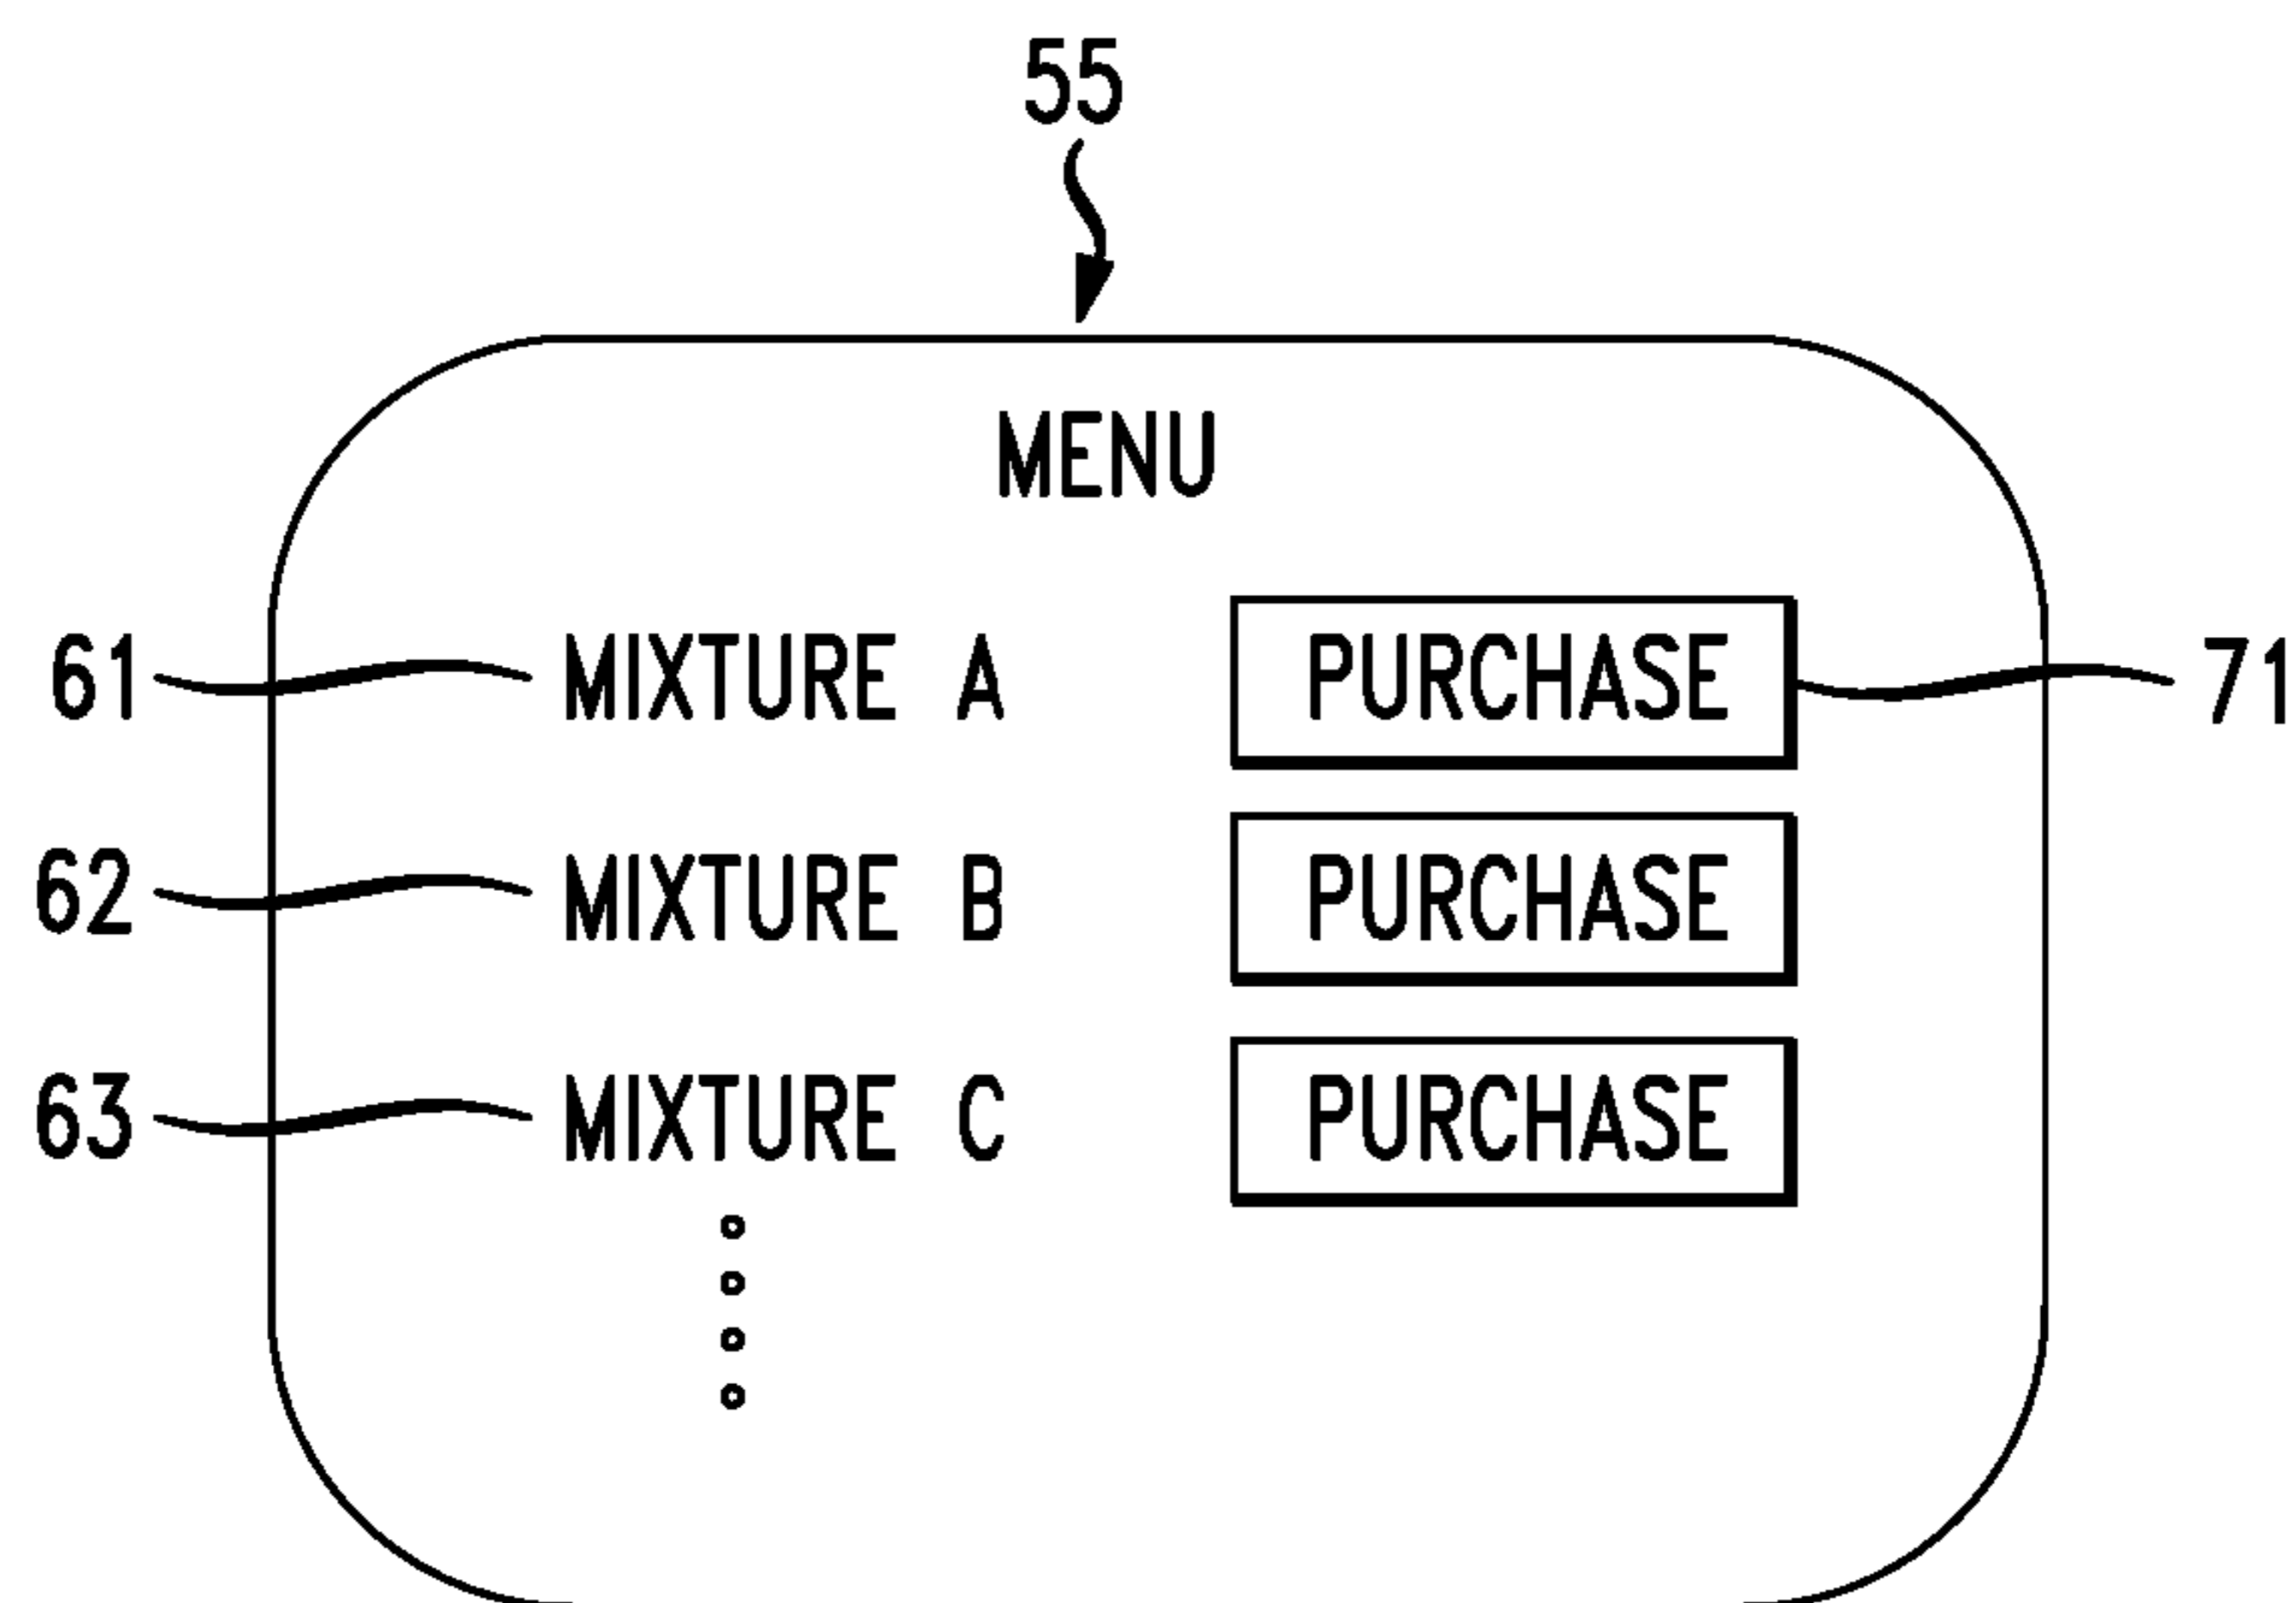 55
MENU
61 MIXTURE A PURCHASE 71
62 MIXTURE B PURCHASE
63 MIXTURE C PURCHASE